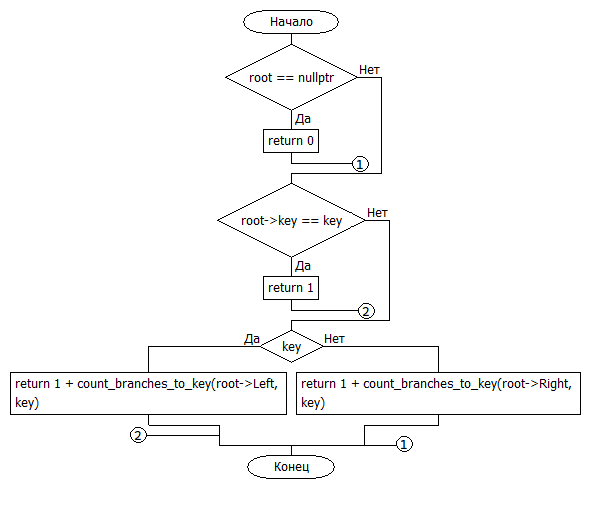 Начало
root == nullptr
Нет
Да
return 0
1
root->key == key
Нет
Да
return 1
2
Да
key
Нет
return 1 + count_branches_to_key(root->Left,
key)
return 1 + count_branches_to_key(root->Right,
key)
2
1
Конец